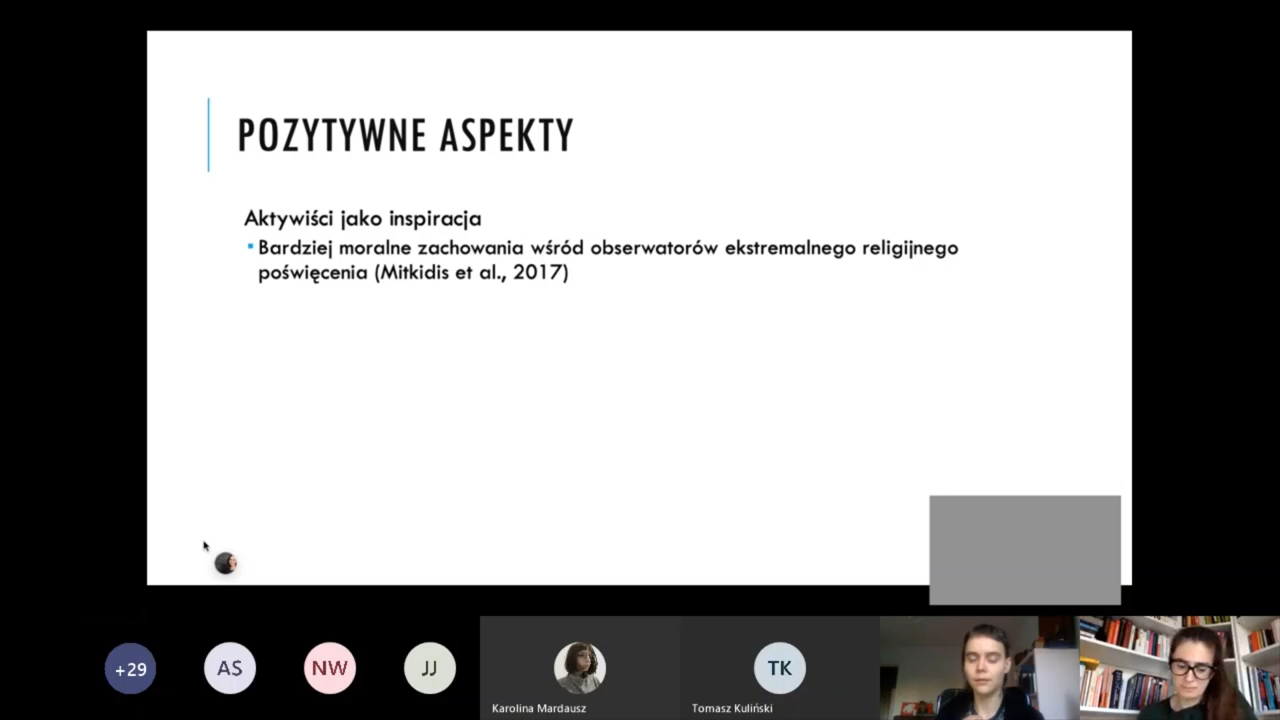 POZYTYWNE ASPEKTY
Aktywiści jako inspiracja
Bardziej moralne zachowania wśród obserwatorów ekstremalnego religijnego
poświęcenia (Mitkidis et al., 2017)
+29
AS
NW
JJ
TK
Karolina Mardausz
Tomasz Kuliński